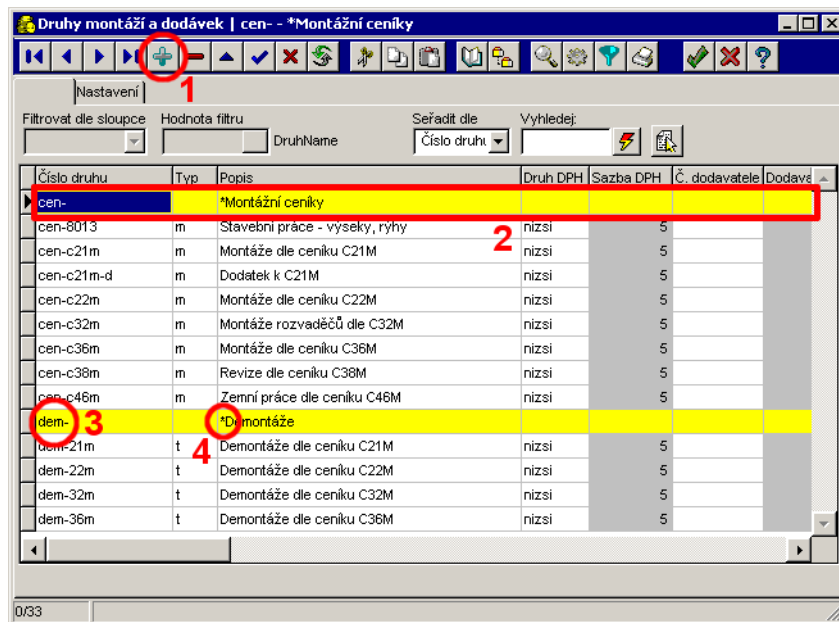 Druhy montáží a dodávek | cen- - *Montážní ceníky
1
Nastavení
Filtrovat dle sloupce Hodnota filtru Seřadit dle Vyhledej:
DruhName Číslo druhu
Číslo druhu Typ Popis Druh DPH Sazba DPH Č. dodavatele Dodava
cen- *Montážní ceníky
2
cen-8013 m Stavební práce - výseky, rýhy nizsi 5
cen-c21m m Montáže dle ceníku C21M nizsi 5
cen-c21m-d m Dodatek k C21M nizsi 5
cen-c22m m Montáže dle ceníku C22M nizsi 5
cen-c32m m Montáže rozvaděčů dle C32M nizsi 5
cen-c36m m Montáže dle ceníku C36M nizsi 5
cen-c38m m Revize dle ceníku C38M nizsi 5
cen-c46m m Zemní práce dle ceníku C46M nizsi 5
dem- 3 *Demontáže
4
dem-21m t Demontáže dle ceníku C21M nizsi 5
dem-22m t Demontáže dle ceníku C22M nizsi 5
dem-32m t Demontáže dle ceníku C32M nizsi 5
dem-36m t Demontáže dle ceníku C36M nizsi 5
0/33